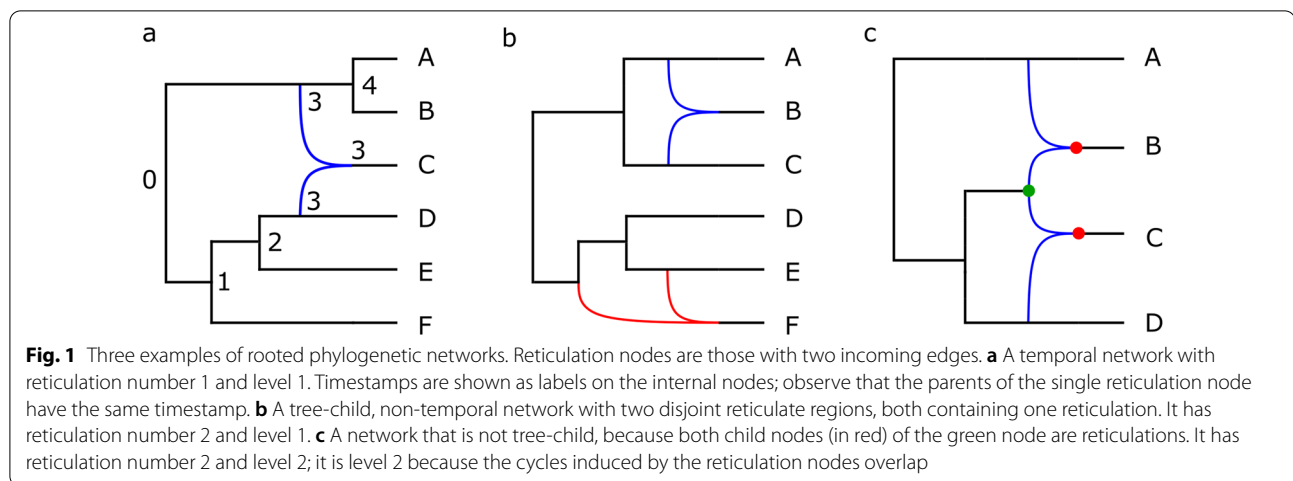 a
b
c
A
B
C
D
E
F
0
1
2
3
3
3
4
A
B
C
D
E
F
A
B
C
D
Fig. 1 Three examples of rooted phylogenetic networks. Reticulation nodes are those with two incoming edges. a A temporal network with
reticulation number 1 and level 1. Timestamps are shown as labels on the internal nodes; observe that the parents of the single reticulation node
have the same timestamp. b A tree-child, non-temporal network with two disjoint reticulate regions, both containing one reticulation. It has
reticulation number 2 and level 1. c A network that is not tree-child, because both child nodes (in red) of the green node are reticulations. It has
reticulation number 2 and level 2; it is level 2 because the cycles induced by the reticulation nodes overlap